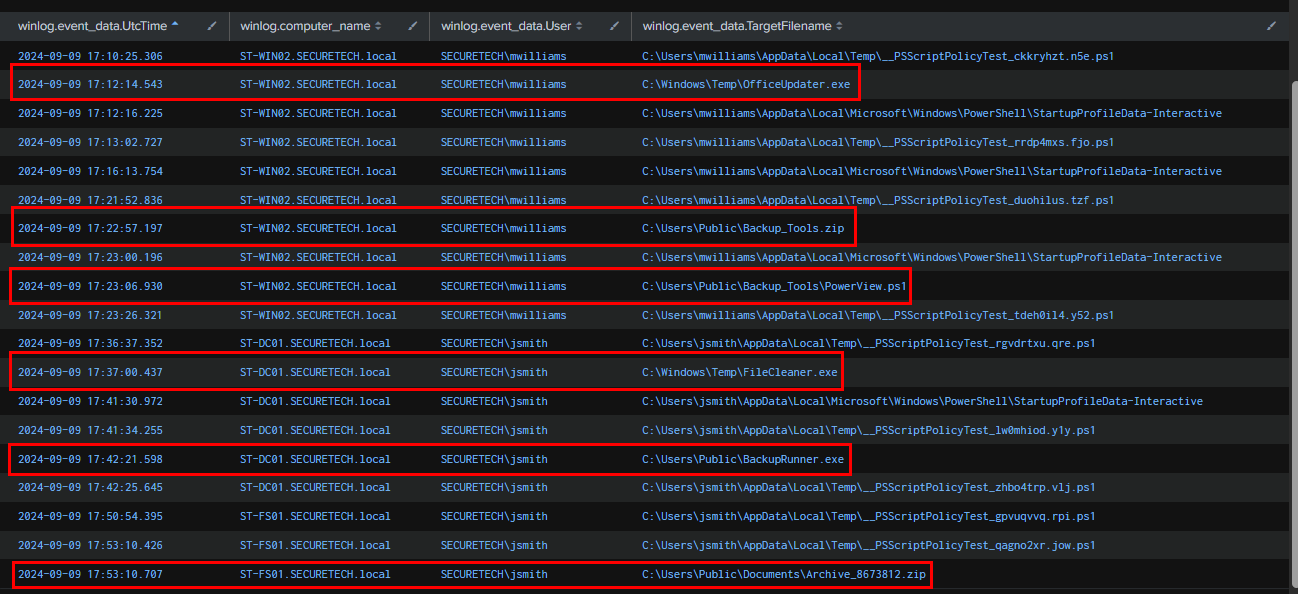 winlog.event_data.UtcTime winlog.computer_name winlog.event_data.User winlog.event_data.TargetFilename
2024-09-09 17:10:25.306 ST-WIN02.SECURETECH.local SECURETECH\mwilliams C:\Users\mwilliams\AppData\Local\Temp\__PSScriptPolicyTest_ckkryhzt.n5e.ps1
2024-09-09 17:12:14.543 ST-WIN02.SECURETECH.local SECURETECH\mwilliams C:\Windows\Temp\OfficeUpdater.exe
2024-09-09 17:12:16.225 ST-WIN02.SECURETECH.local SECURETECH\mwilliams C:\Users\mwilliams\AppData\Local\Microsoft\Windows\PowerShell\StartupProfileData-Interactive
2024-09-09 17:13:02.727 ST-WIN02.SECURETECH.local SECURETECH\mwilliams C:\Users\mwilliams\AppData\Local\Temp\__PSScriptPolicyTest_rrdp4mxs.fjo.ps1
2024-09-09 17:16:13.754 ST-WIN02.SECURETECH.local SECURETECH\mwilliams C:\Users\mwilliams\AppData\Local\Microsoft\Windows\PowerShell\StartupProfileData-Interactive
2024-09-09 17:21:52.836 ST-WIN02.SECURETECH.local SECURETECH\mwilliams C:\Users\mwilliams\AppData\Local\Temp\__PSScriptPolicyTest_duohilus.tzf.ps1
2024-09-09 17:22:57.197 ST-WIN02.SECURETECH.local SECURETECH\mwilliams C:\Users\Public\Backup_Tools.zip
2024-09-09 17:23:00.196 ST-WIN02.SECURETECH.local SECURETECH\mwilliams C:\Users\mwilliams\AppData\Local\Microsoft\Windows\PowerShell\StartupProfileData-Interactive
2024-09-09 17:23:06.930 ST-WIN02.SECURETECH.local SECURETECH\mwilliams C:\Users\Public\Backup_Tools\PowerView.ps1
2024-09-09 17:23:26.321 ST-WIN02.SECURETECH.local SECURETECH\mwilliams C:\Users\mwilliams\AppData\Local\Temp\__PSScriptPolicyTest_tdeh0il4.y52.ps1
2024-09-09 17:36:37.352 ST-DC01.SECURETECH.local SECURETECH\jsmith C:\Users\jsmith\AppData\Local\Temp\__PSScriptPolicyTest_rgvdrtxu.qre.ps1
2024-09-09 17:37:00.437 ST-DC01.SECURETECH.local SECURETECH\jsmith C:\Windows\Temp\FileCleaner.exe
2024-09-09 17:41:30.972 ST-DC01.SECURETECH.local SECURETECH\jsmith C:\Users\jsmith\AppData\Local\Microsoft\Windows\PowerShell\StartupProfileData-Interactive
2024-09-09 17:41:34.255 ST-DC01.SECURETECH.local SECURETECH\jsmith C:\Users\jsmith\AppData\Local\Temp\__PSScriptPolicyTest_lw0mhiod.y1y.ps1
2024-09-09 17:42:21.598 ST-DC01.SECURETECH.local SECURETECH\jsmith C:\Users\Public\BackupRunner.exe
2024-09-09 17:42:25.645 ST-DC01.SECURETECH.local SECURETECH\jsmith C:\Users\jsmith\AppData\Local\Temp\__PSScriptPolicyTest_zhbo4trp.vlj.ps1
2024-09-09 17:50:54.395 ST-FS01.SECURETECH.local SECURETECH\jsmith C:\Users\jsmith\AppData\Local\Temp\__PSScriptPolicyTest_gpvuqvvq.rpi.ps1
2024-09-09 17:53:10.426 ST-FS01.SECURETECH.local SECURETECH\jsmith C:\Users\jsmith\AppData\Local\Temp\__PSScriptPolicyTest_qagno2xr.jow.ps1
2024-09-09 17:53:10.707 ST-FS01.SECURETECH.local SECURETECH\jsmith C:\Users\Public\Documents\Archive_8673812.zip